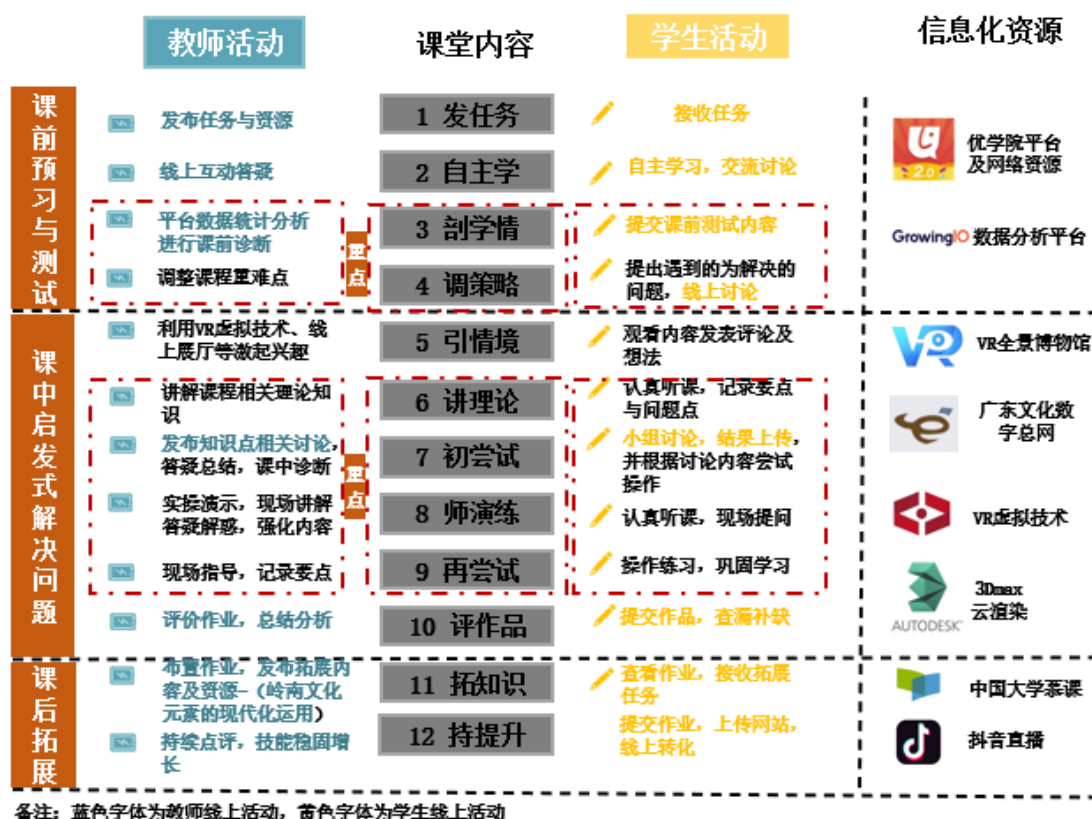 教师活动
课堂内容
学生活动
信息化资源
课前预习与测试
发布任务与资源
1 发任务
接收任务
线上互动答疑
2 自主学
自主学习，交流讨论
平台数据统计分析
进行课前诊断
3 剖学情
提交课前测试内容
调整课程重难点
4 调策略
提出遇到的为解决的
问题，线上讨论
重点
2.0
优学院平台
及网络资源
GrowingIO 数据分析平台
课中启发式解决问题
利用VR虚拟技术、线
上展厅等激起兴趣
5 引情境
观看内容发表评论及
想法
讲解课程相关理论知
识
6 讲理论
认真听课，记录要点
与问题点
发布知识点相关讨论，
答疑总结，课中诊断
7 初尝试
小组讨论，结果上传，
并根据讨论内容尝试
操作
实操演示，现场讲解
答疑解惑，强化内容
8 师演练
认真听课，现场提问
现场指导，记录要点
9 再尝试
操作练习，巩固学习
重点
评价作业，总结分析
10 评作品
提交作品，查漏补缺
VR
VR全景博物馆
广东文化数
字总网
VR虚拟技术
AUTODESK
3Dmax
云渲染
课后拓展
布置作业，发布拓展内
容及资源-（岭南文化
元素的现代化运用）
11 拓知识
查看作业，接收拓展
任务
持续点评，技能稳固增
长
12 持提升
提交作业，上传网站，
线上转化
中国大学慕课
抖音直播
备注：蓝色字体为教师线上活动，黄色字体为学生线上活动